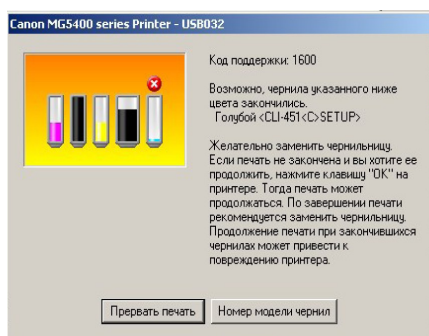 Canon MG5400 series Printer - USB032
Код поддержки: 1600
Возможно, чернила указанного ниже
цвета закончились.
Голубой <CLI-451<C>SETUP>
Желательно заменить чернильницу.
Если печать не закончена и вы хотите ее
продолжить, нажмите клавишу "OK" на
принтере. Тогда печать может
продолжаться. По завершении печати
рекомендуется заменить чернильницу.
Продолжение печати при закончившихся
чернилах может привести к
повреждению принтера.
Прервать печать
Номер модели чернил